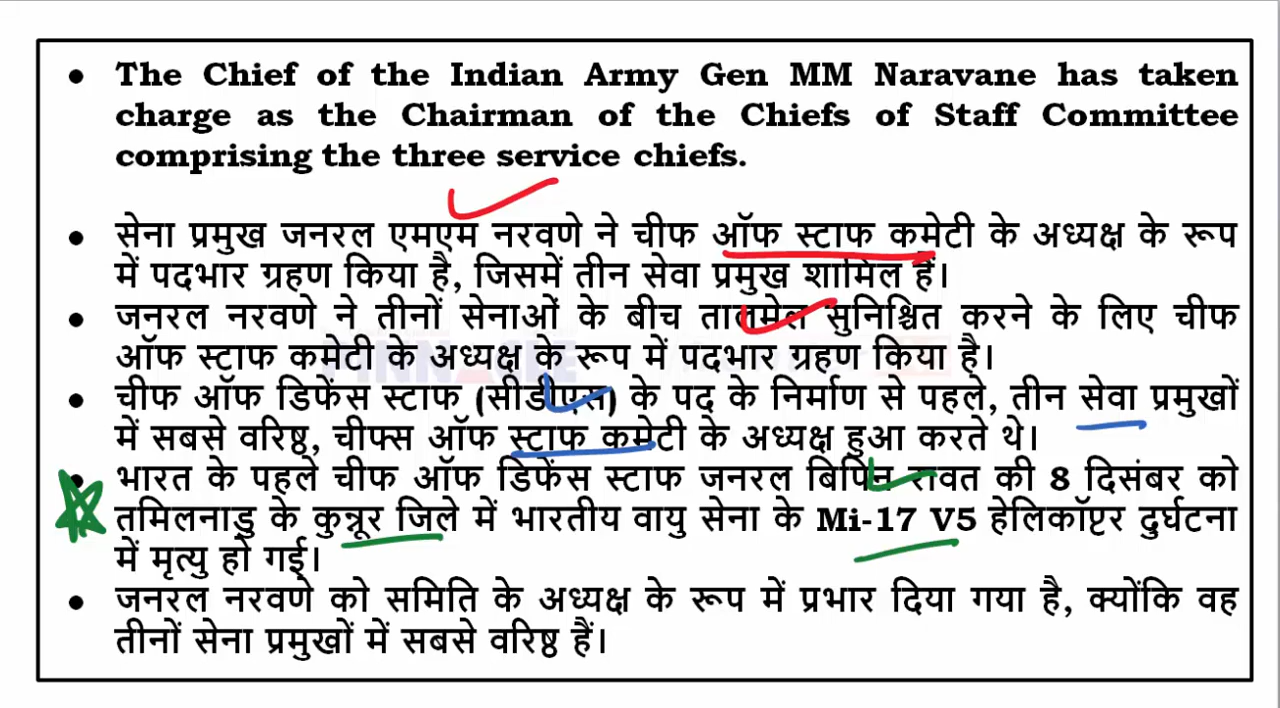 • The Chief of the Indian Army Gen MM Naravane has taken
charge as the Chairman of the Chiefs of Staff Committee
comprising the three service chiefs.
• सेना प्रमुख जनरल एमएम नरवणे ने चीफ ऑफ स्टाफ कमेटी के अध्यक्ष के रूप
में पदभार ग्रहण किया है, जिसमें तीन सेवा प्रमुख शामिल हैं।
• जनरल नरवणे ने तीनों सेनाओं के बीच तालमेल सुनिश्चित करने के लिए चीफ
ऑफ स्टाफ कमेटी के अध्यक्ष के रूप में पदभार ग्रहण किया है।
• चीफ ऑफ डिफेंस स्टाफ (सीडीएस) के पद के निर्माण से पहले, तीन सेवा प्रमुखों
में सबसे वरिष्ठ, चीफ्स ऑफ स्टाफ कमेटी के अध्यक्ष हुआ करते थे।
• भारत के पहले चीफ ऑफ डिफेंस स्टाफ जनरल बिपिन रावत की 8 दिसंबर को
तमिलनाडु के कुन्नूर जिले में भारतीय वायु सेना के Mi-17 V5 हेलिकॉप्टर दुर्घटना
में मृत्यु हो गई।
• जनरल नरवणे को समिति के अध्यक्ष के रूप में प्रभार दिया गया है, क्योंकि वह
तीनों सेना प्रमुखों में सबसे वरिष्ठ हैं।